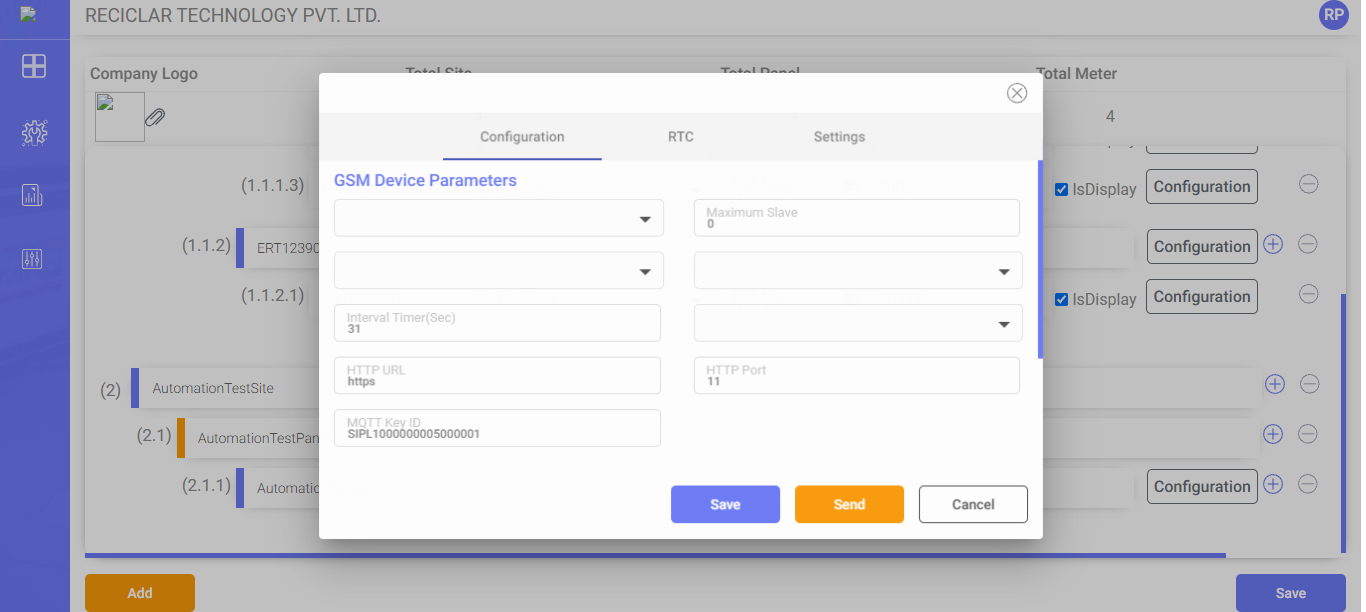 RECICLAR TECHNOLOGY PVT. LTD.
RP
Company Logo
Total Site
Total Panel
Total Meter
4
Configuration
RTC
Settings
GSM Device Parameters
Maximum Slave
0
Interval Timer(Sec)
31
HTTP URL
https
HTTP Port
11
MQTT Key ID
SIPL1000000005000001
Save
Send
Cancel
(1.1.1.3)
IsDisplay
Configuration
(1.1.2)
ERT12390
Configuration
(1.1.2.1)
IsDisplay
Configuration
(2)
AutomationTestSite
(2.1)
AutomationTestPan
(2.1.1)
Automatic
Configuration
Add
Save